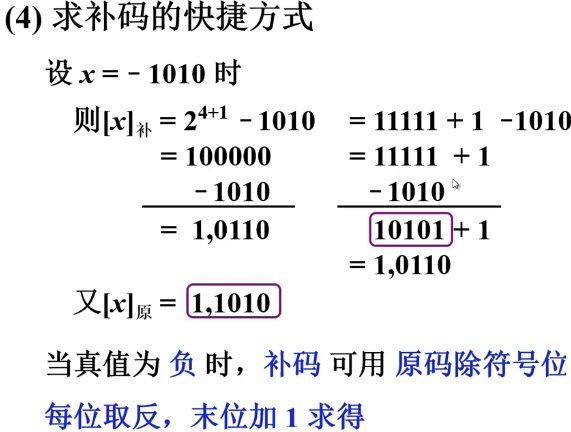 (4) 求补码的快捷方式
设 x = − 1010 时
则[x]补 = 2^4+1 − 1010 = 11111 + 1 −1010
= 100000 = 11111 + 1
− 1010 − 1010
= 1,0110 10101 + 1
= 1,0110
又[x]原 = 1,1010
当真值为 负 时，补码 可用 原码除符号位
每位取反，末位加 1 求得